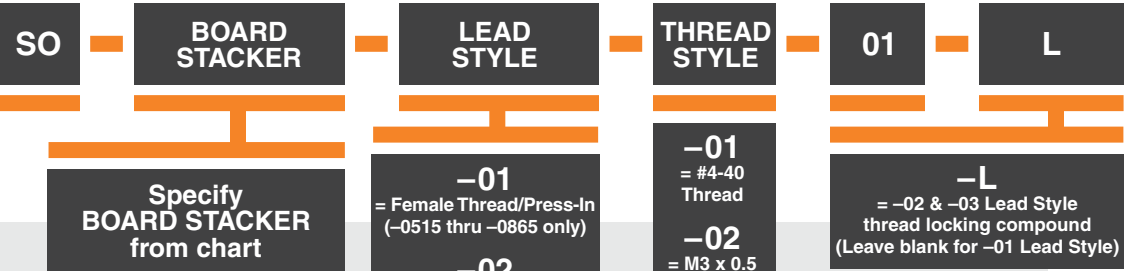 SO
BOARD
STACKER
LEAD
STYLE
THREAD
STYLE
01
L
Specify
BOARD STACKER
from chart
–01
= Female Thread/Press-In
(–0515 thru –0865 only)
–02
–01
= #4-40
Thread
–02
= M3 x 0.5
–L
= –02 & –03 Lead Style
thread locking compound
(Leave blank for –01 Lead Style)